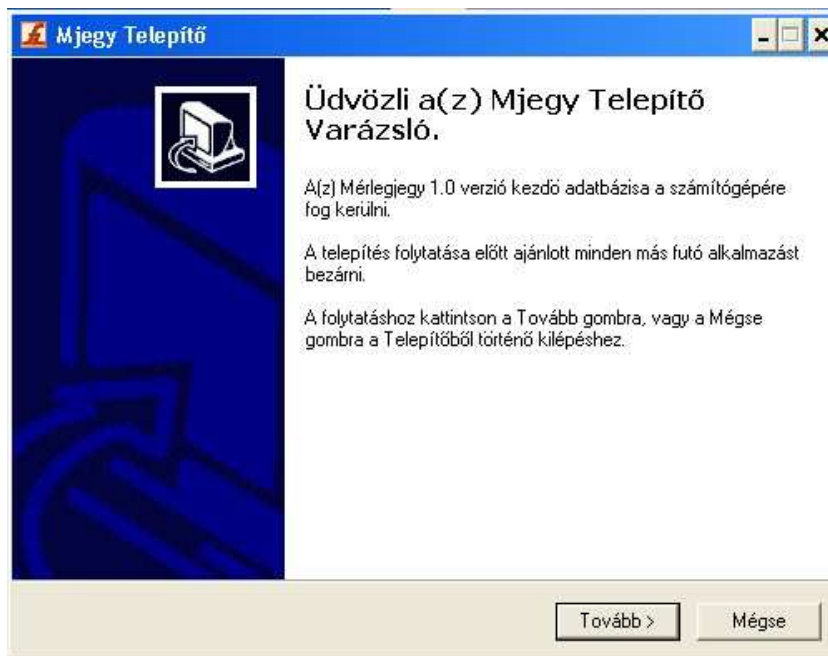 Mjegy Telepítő
Üdvözli a(z) Mjegy Telepítő
Varázsló.
A(z) Mérlegjegy 1.0 verzió kezdö adatbázisa a számítógépére
fog kerülni.
A telepítés folytatása előtt ajánlott minden más futó alkalmazást
bezárni.
A folytatáshoz kattintson a Tovább gombra, vagy a Mégse
gombra a Telepítőből történő kilépéshez.
Tovább >
Mégse